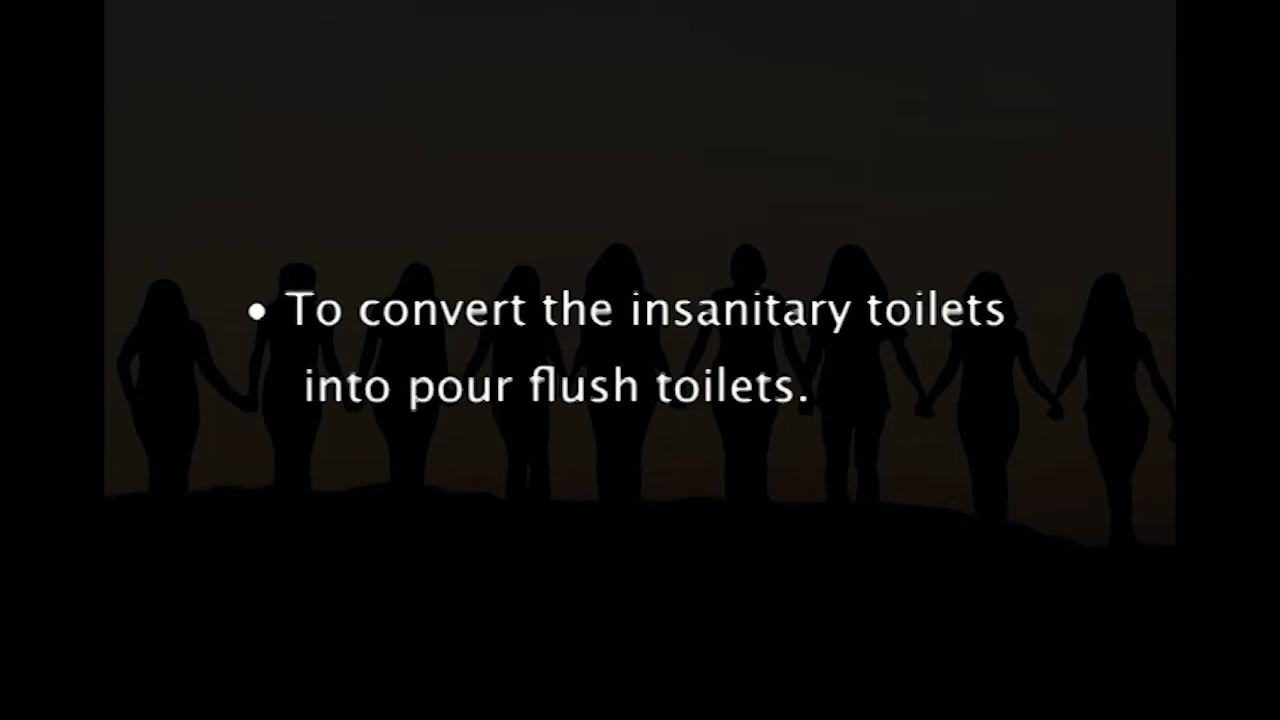 • To convert the insanitary toilets
into pour flush toilets.